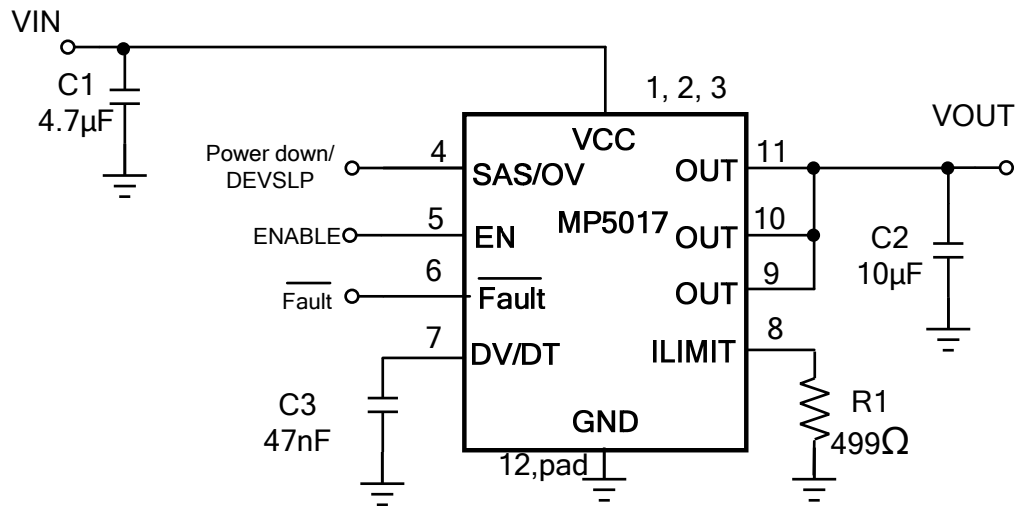 VIN
C1
4.7µF
1, 2, 3
VCC
VOUT
Power down/
DEVSLP
4
SAS/OV
OUT
11
ENABLE
5
EN
MP5017
OUT
10
Fault
6
Fault
OUT
9
C2
10µF
7
DV/DT
ILIMIT
8
C3
47nF
GND
R1
499Ω
12,pad